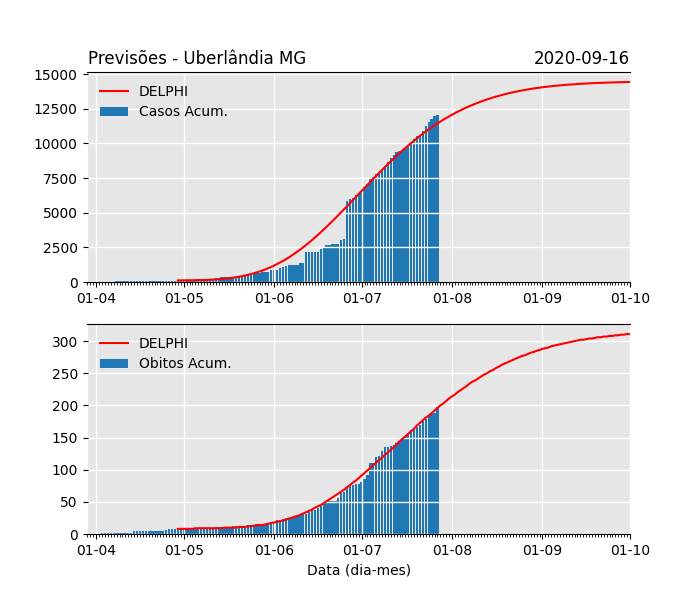 Previsões - Uberlândia MG 2020-09-16
DELPHI
Casos Acum.
15000
12500
10000
7500
5000
2500
0
01-04 01-05 01-06 01-07 01-08 01-09 01-10
DELPHI
Obitos Acum.
300
250
200
150
100
50
0
01-04 01-05 01-06 01-07 01-08 01-09 01-10
Data (dia-mes)